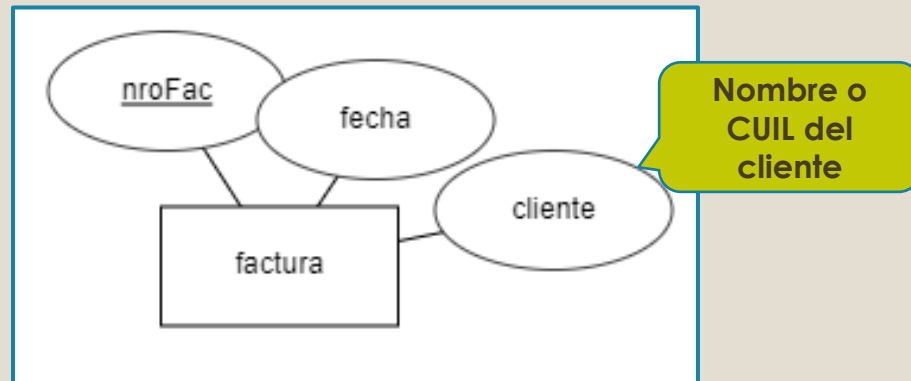 nroFac
fecha
Nombre o
CUIL del
cliente
cliente
factura